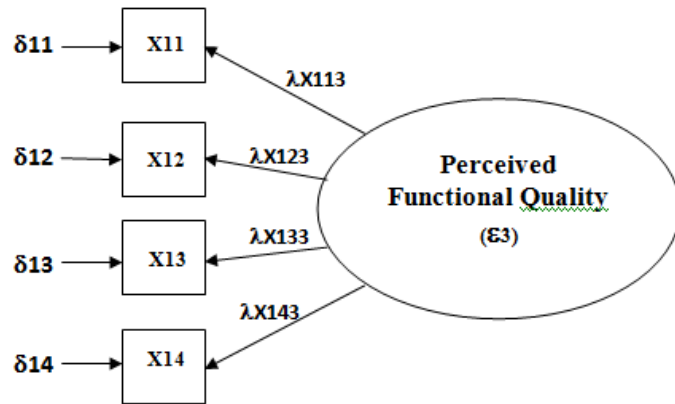 δ11
X11
λX113
δ12
X12
λX123
Perceived
Functional Quality
(ε3)
δ13
X13
λX133
λX143
δ14
X14